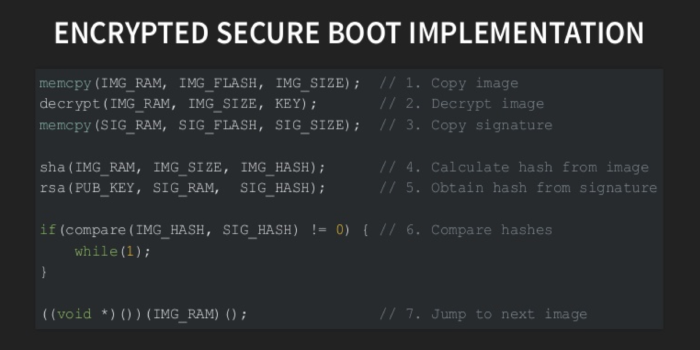 ENCRYPTED SECURE BOOT IMPLEMENTATION
memcpy(IMG_RAM, IMG_FLASH, IMG_SIZE); // 1. Copy image
decrypt(IMG_RAM, IMG_SIZE, KEY); // 2. Decrypt image
memcpy(SIG_RAM, SIG_FLASH, SIG_SIZE); // 3. Copy signature
sha(IMG_RAM, IMG_SIZE, IMG_HASH); // 4. Calculate hash from image
rsa(PUB_KEY, SIG_RAM, SIG_HASH); // 5. Obtain hash from signature
if(compare(IMG_HASH, SIG_HASH) != 0) { // 6. Compare hashes
while(1);
}
((void *)())(IMG_RAM)(); // 7. Jump to next image